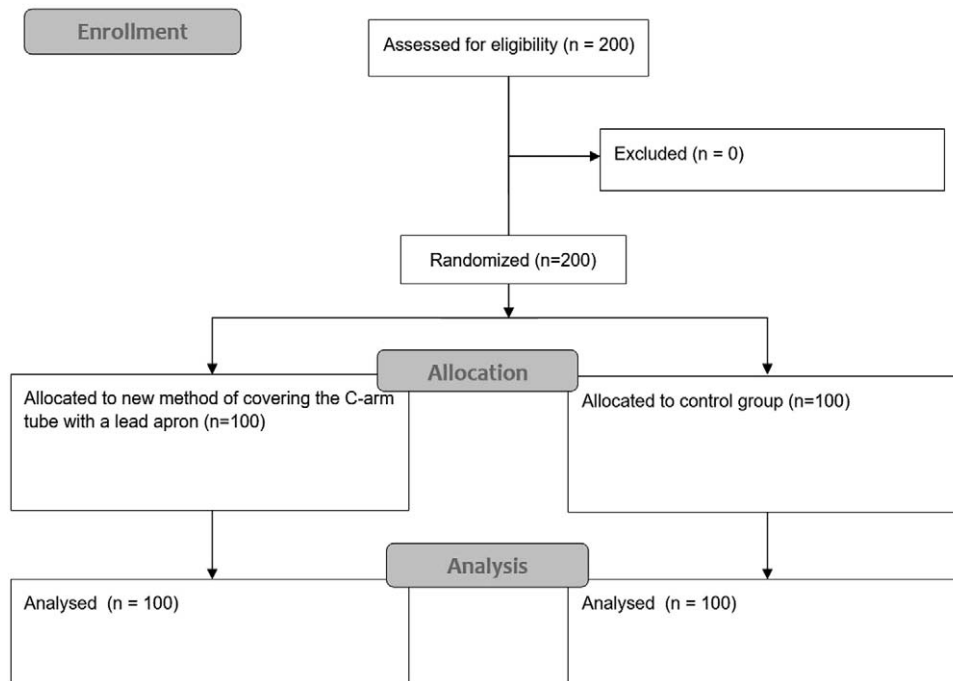 Enrollment
Assessed for eligibility (n = 200)
Excluded (n = 0)
Randomized (n=200)
Allocation
Allocated to new method of covering the C-arm
tube with a lead apron (n=100)
Allocated to control group (n=100)
Analysis
Analysed (n = 100)
Analysed (n = 100)